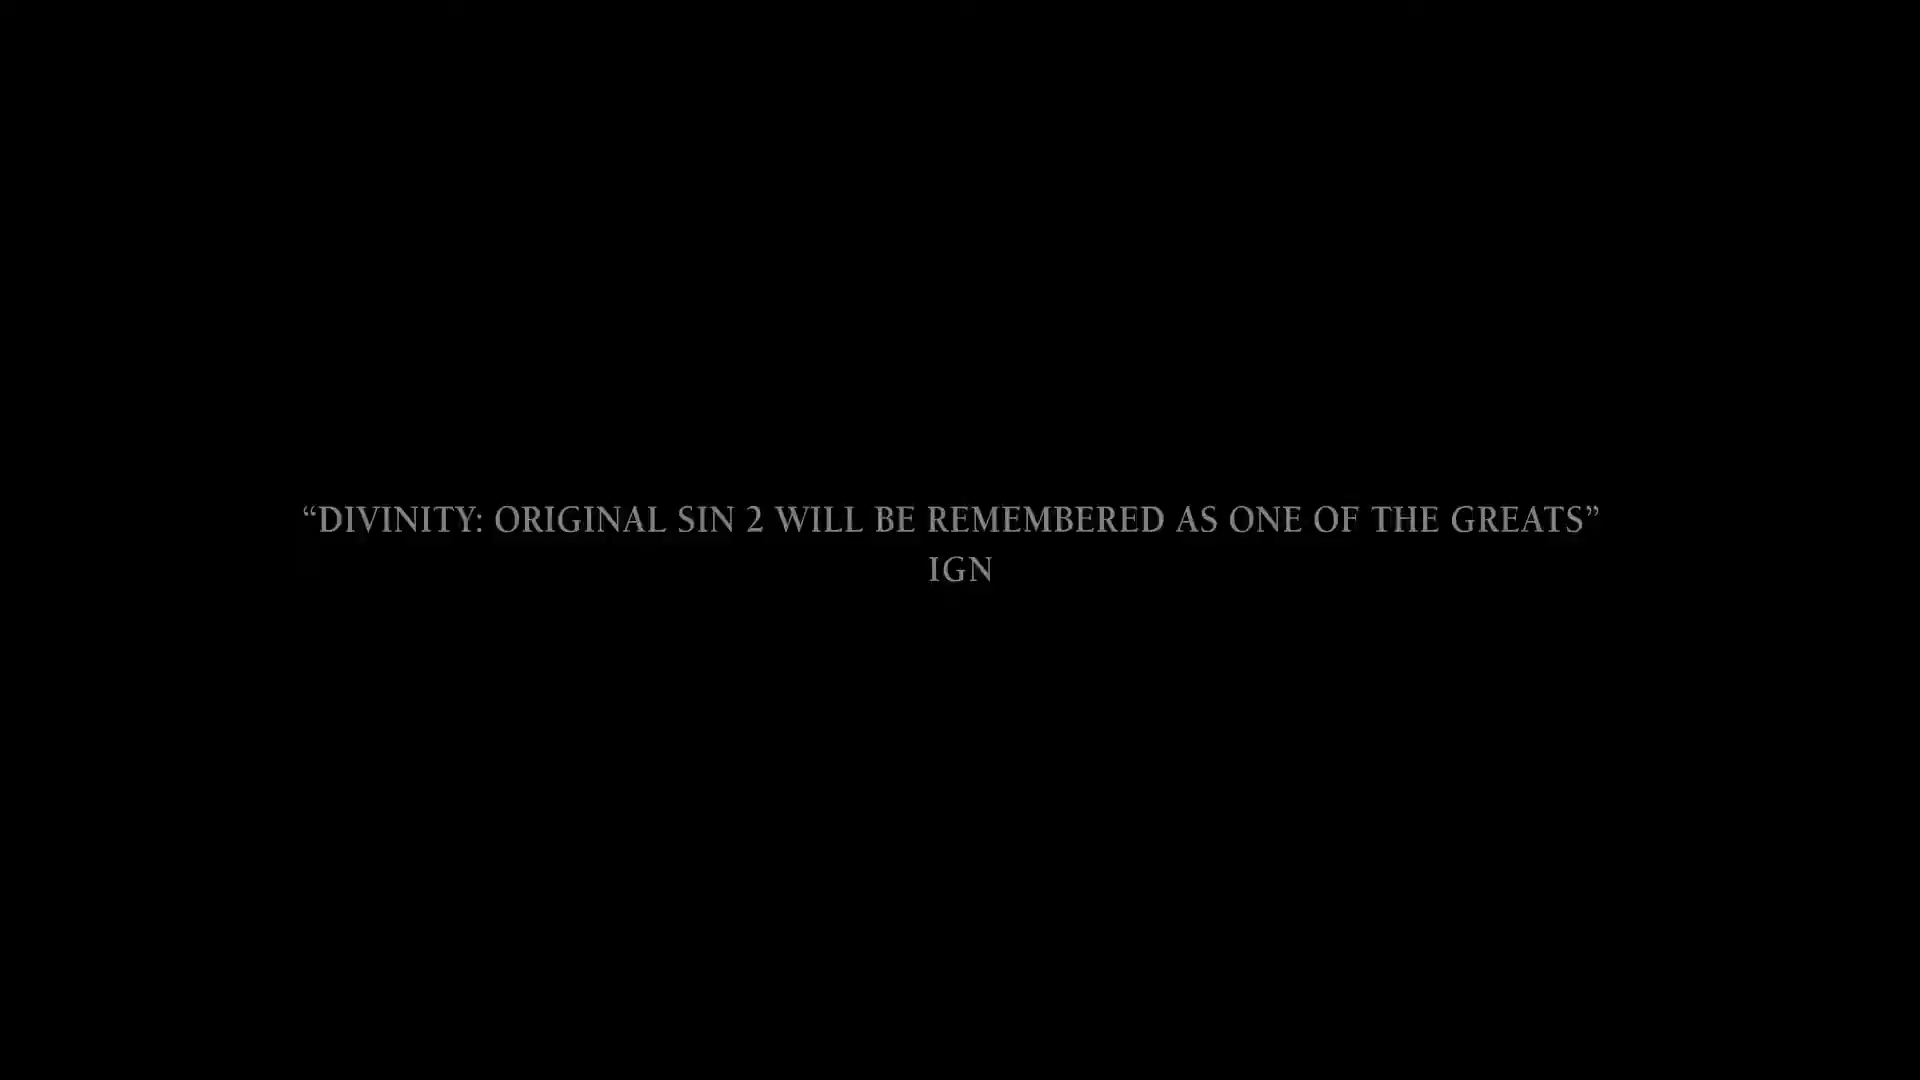 “DIVINITY: ORIGINAL SIN 2 WILL BE REMEMBERED AS ONE OF THE GREATS”
IGN